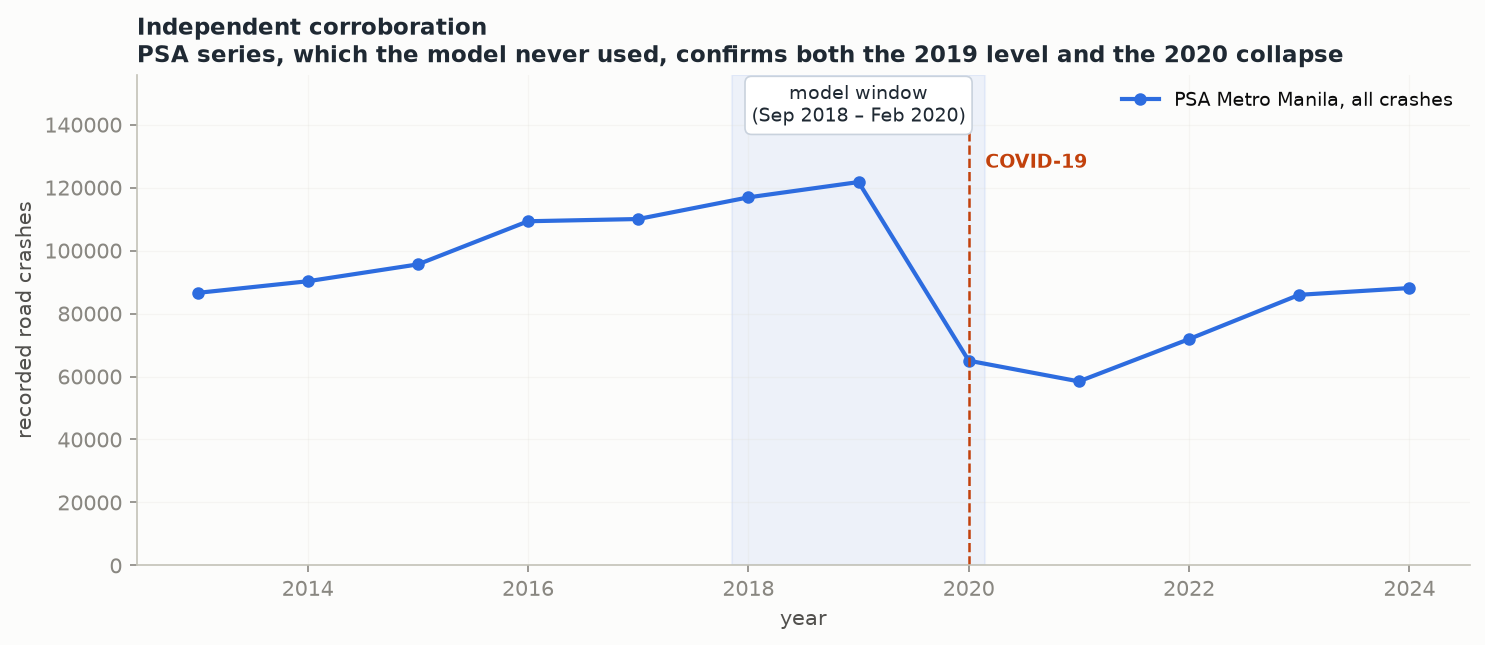 Independent corroboration
PSA series, which the model never used, confirms both the 2019 level and the 2020 collapse
model window
(Sep 2018 – Feb 2020)
PSA Metro Manila, all crashes
COVID-19
recorded road crashes
140000
120000
100000
80000
60000
40000
20000
0
2014
2016
2018
2020
2022
2024
year